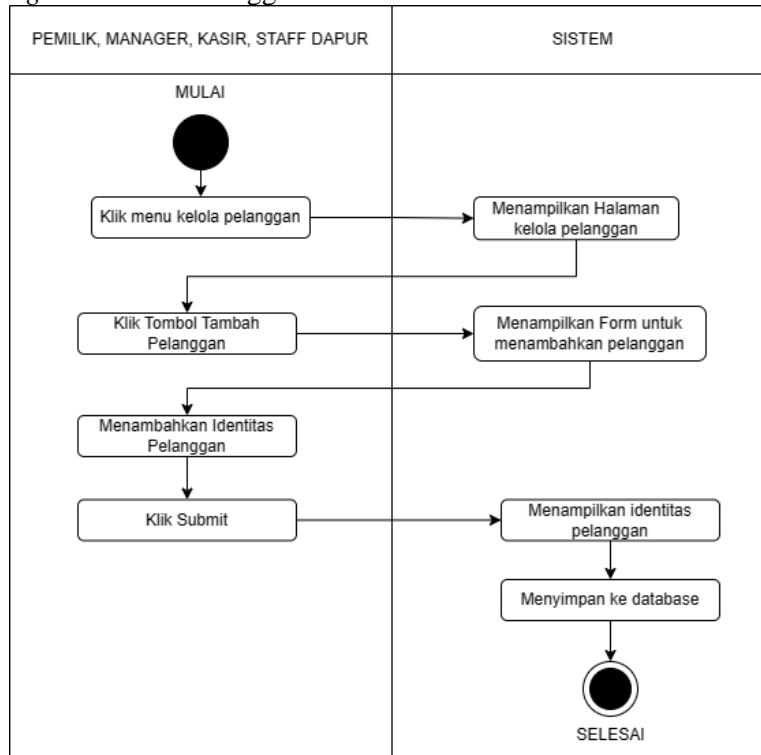 PEMILIK, MANAGER, KASIR, STAFF DAPUR
SISTEM
MULAI
Klik menu kelola pelanggan
Menampilkan Halaman
kelola pelanggan
Klik Tombol Tambah
Pelanggan
Menampilkan Form untuk
menambahkan pelanggan
Menambahkan Identitas
Pelanggan
Klik Submit
Menampilkan identitas
pelanggan
Menyimpan ke database
SELESAI